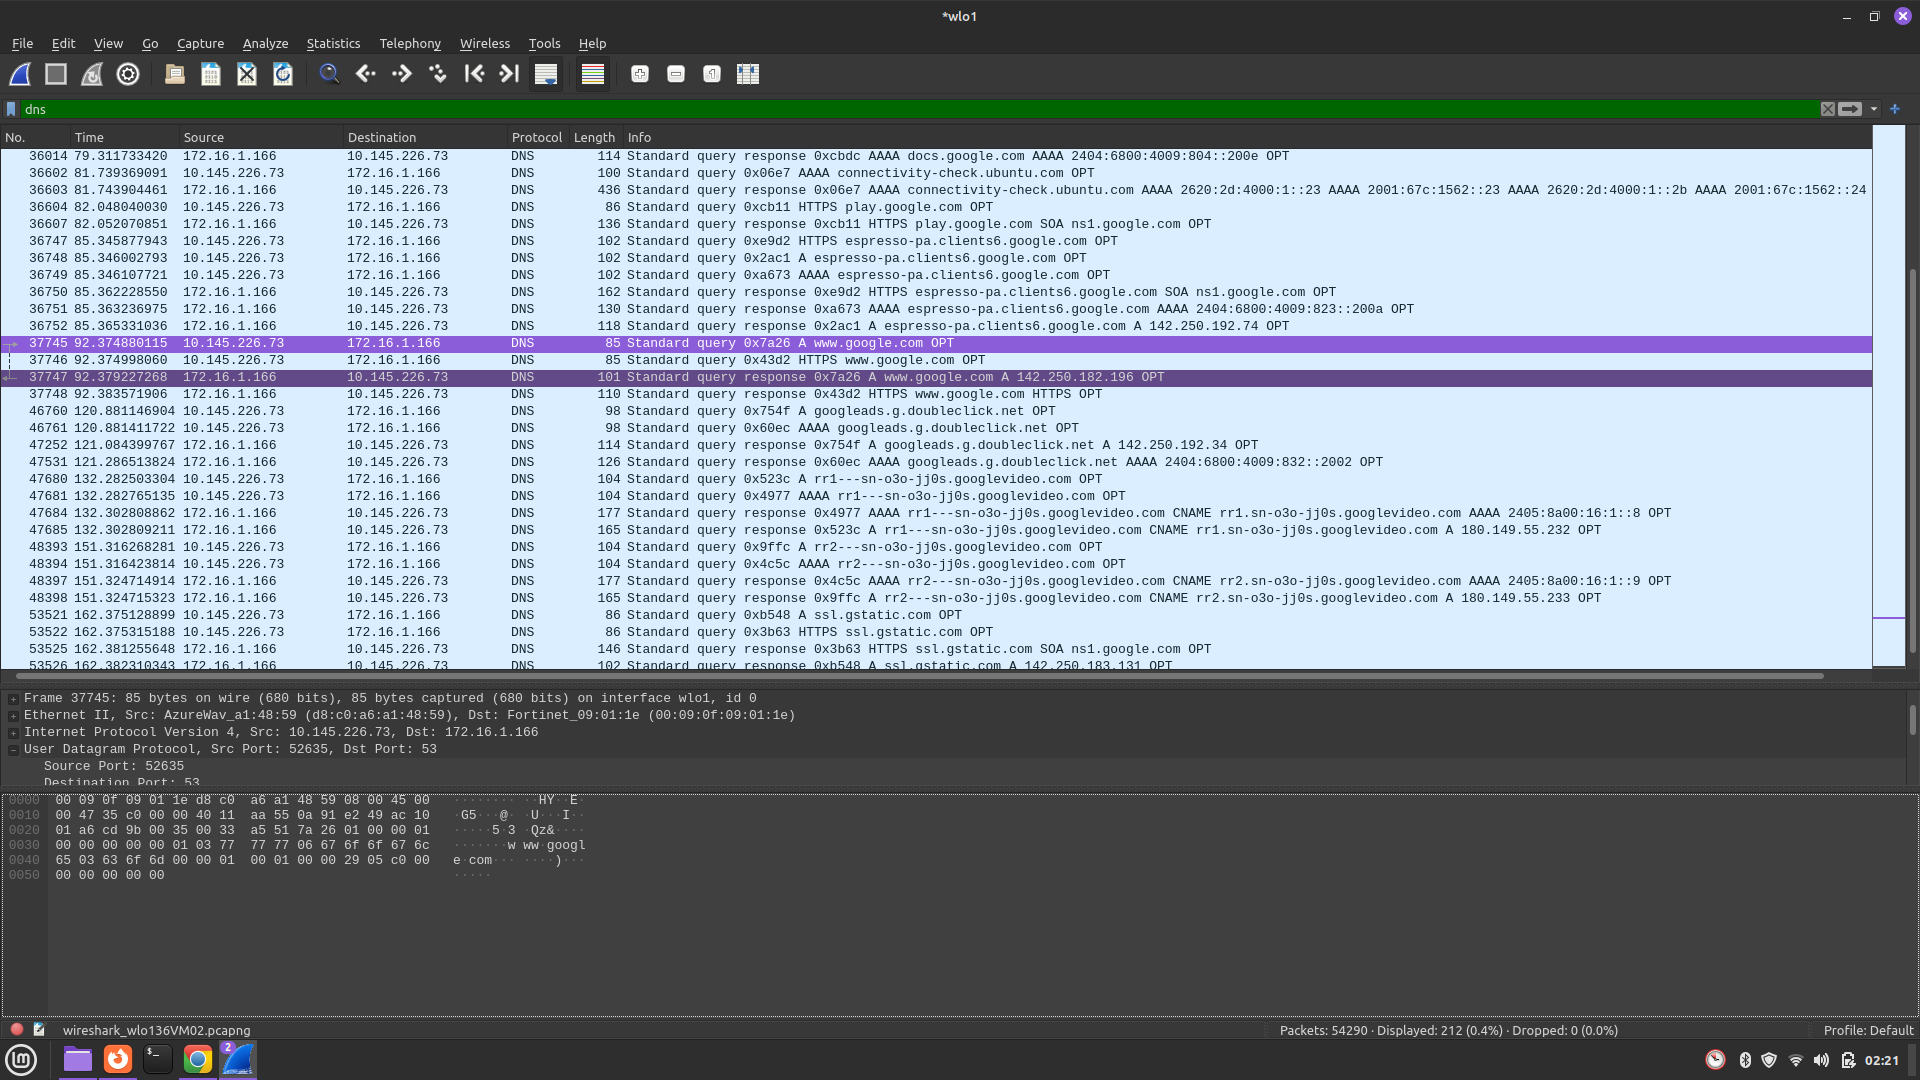 *wlo1
File Edit View Go Capture Analyze Statistics Telephony Wireless Tools Help
dns
No. Time Source Destination Protocol Length Info
36014 79.311733420 172.16.1.166 10.145.226.73 DNS 114 Standard query response 0xcbdc AAAA docs.google.com AAAA 2404:6800:4009:804::200e OPT
36602 81.739369091 10.145.226.73 172.16.1.166 DNS 100 Standard query 0x06e7 AAAA connectivity-check.ubuntu.com OPT
36603 81.743904461 172.16.1.166 10.145.226.73 DNS 436 Standard query response 0x06e7 AAAA connectivity-check.ubuntu.com AAAA 2620:2d:4000:1::23 AAAA 2001:67c:1562::23 AAAA 2620:2d:4000:1::2b AAAA 2001:67c:1562::24
36604 82.048040030 10.145.226.73 172.16.1.166 DNS 86 Standard query 0xcb11 HTTPS play.google.com OPT
36607 82.052070851 172.16.1.166 10.145.226.73 DNS 136 Standard query response 0xcb11 HTTPS play.google.com SOA ns1.google.com OPT
36747 85.345877943 10.145.226.73 172.16.1.166 DNS 102 Standard query 0xe9d2 HTTPS espresso-pa.clients6.google.com OPT
36748 85.346002793 10.145.226.73 172.16.1.166 DNS 102 Standard query 0x2ac1 A espresso-pa.clients6.google.com OPT
36749 85.346107721 10.145.226.73 172.16.1.166 DNS 102 Standard query 0xa673 AAAA espresso-pa.clients6.google.com OPT
36750 85.362228550 172.16.1.166 10.145.226.73 DNS 162 Standard query response 0xe9d2 HTTPS espresso-pa.clients6.google.com SOA ns1.google.com OPT
36751 85.363236975 172.16.1.166 10.145.226.73 DNS 130 Standard query response 0xa673 AAAA espresso-pa.clients6.google.com AAAA 2404:6800:4009:823::200a OPT
36752 85.365331036 172.16.1.166 10.145.226.73 DNS 118 Standard query response 0x2ac1 A espresso-pa.clients6.google.com A 142.250.192.74 OPT
37745 92.374880115 10.145.226.73 172.16.1.166 DNS 85 Standard query 0x7a26 A www.google.com OPT
37746 92.374998060 10.145.226.73 172.16.1.166 DNS 85 Standard query 0x43d2 HTTPS www.google.com OPT
37747 92.379227268 172.16.1.166 10.145.226.73 DNS 101 Standard query response 0x7a26 A www.google.com A 142.250.182.196 OPT
37748 92.383571906 172.16.1.166 10.145.226.73 DNS 110 Standard query response 0x43d2 HTTPS www.google.com HTTPS OPT
46760 120.881146904 10.145.226.73 172.16.1.166 DNS 98 Standard query 0x754f A googleads.g.doubleclick.net OPT
46761 120.881411722 10.145.226.73 172.16.1.166 DNS 98 Standard query 0x60ec AAAA googleads.g.doubleclick.net OPT
47252 121.084399767 172.16.1.166 10.145.226.73 DNS 114 Standard query response 0x754f A googleads.g.doubleclick.net A 142.250.192.34 OPT
47531 121.286513824 172.16.1.166 10.145.226.73 DNS 126 Standard query response 0x60ec AAAA googleads.g.doubleclick.net AAAA 2404:6800:4009:832::2002 OPT
47680 132.282503304 10.145.226.73 172.16.1.166 DNS 104 Standard query 0x523c A rr1---sn-o3o-jj0s.googlevideo.com OPT
47681 132.282765135 10.145.226.73 172.16.1.166 DNS 104 Standard query 0x4977 AAAA rr1---sn-o3o-jj0s.googlevideo.com OPT
47684 132.302808862 172.16.1.166 10.145.226.73 DNS 177 Standard query response 0x4977 AAAA rr1---sn-o3o-jj0s.googlevideo.com CNAME rr1.sn-o3o-jj0s.googlevideo.com AAAA 2405:8a00:16:1::8 OPT
47685 132.302809211 172.16.1.166 10.145.226.73 DNS 165 Standard query response 0x523c A rr1---sn-o3o-jj0s.googlevideo.com CNAME rr1.sn-o3o-jj0s.googlevideo.com A 180.149.55.232 OPT
48393 151.316268281 10.145.226.73 172.16.1.166 DNS 104 Standard query 0x9ffc A rr2---sn-o3o-jj0s.googlevideo.com OPT
48394 151.316423814 10.145.226.73 172.16.1.166 DNS 104 Standard query 0x4c5c AAAA rr2---sn-o3o-jj0s.googlevideo.com OPT
48397 151.324714914 172.16.1.166 10.145.226.73 DNS 177 Standard query response 0x4c5c AAAA rr2---sn-o3o-jj0s.googlevideo.com CNAME rr2.sn-o3o-jj0s.googlevideo.com AAAA 2405:8a00:16:1::9 OPT
48398 151.324715323 172.16.1.166 10.145.226.73 DNS 165 Standard query response 0x9ffc A rr2---sn-o3o-jj0s.googlevideo.com CNAME rr2.sn-o3o-jj0s.googlevideo.com A 180.149.55.233 OPT
53521 162.375128899 10.145.226.73 172.16.1.166 DNS 86 Standard query 0xb548 A ssl.gstatic.com OPT
53522 162.375315188 10.145.226.73 172.16.1.166 DNS 86 Standard query 0x3b63 HTTPS ssl.gstatic.com OPT
53525 162.381255648 172.16.1.166 10.145.226.73 DNS 146 Standard query response 0x3b63 HTTPS ssl.gstatic.com SOA ns1.google.com OPT
53526 162.382310343 172.16.1.166 10.145.226.73 DNS 102 Standard query response 0xb548 A ssl.gstatic.com A 142.250.183.131 OPT
Frame 37745: 85 bytes on wire (680 bits), 85 bytes captured (680 bits) on interface wlo1, id 0
Ethernet II, Src: AzureWav_a1:48:59 (d8:c0:a6:a1:48:59), Dst: Fortinet_09:01:1e (00:09:0f:09:01:1e)
Internet Protocol Version 4, Src: 10.145.226.73, Dst: 172.16.1.166
User Datagram Protocol, Src Port: 52635, Dst Port: 53
Source Port: 52635
Destination Port: 53
0000 00 09 0f 09 01 1e d8 c0 a6 a1 48 59 08 00 45 00 ········ ··HY··E·
0010 00 47 35 c0 00 00 40 11 aa 55 0a 91 e2 49 ac 10 ·G5···@· ·U···I··
0020 01 a6 cd 9b 00 35 00 33 a5 51 7a 26 01 00 00 01 ·····5·3 ·Qz&····
0030 00 00 00 00 00 01 03 77 77 77 06 67 6f 6f 67 6c ·······w ww·googl
0040 65 03 63 6f 6d 00 00 01 00 01 00 00 29 05 c0 00 e·com··· ····)···
0050 00 00 00 00 00 ·····
wireshark_wlo136VM02.pcapng Packets: 54290 · Displayed: 212 (0.4%) · Dropped: 0 (0.0%) Profile: Default
2
02:21